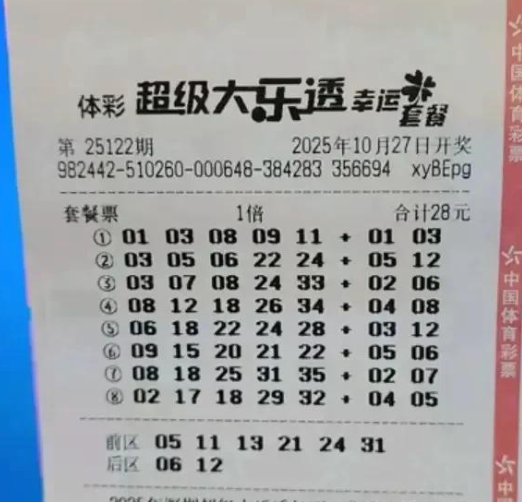 体彩 超级大乐透 幸运套餐
第 25122期 2025年10月27日开奖
982442-510260-000648-384283 356694 xyBEpg
套餐票 1倍 合计28元
① 01 03 08 09 11 + 01 03
② 03 05 06 22 24 + 05 12
③ 03 07 08 24 33 + 02 06
④ 08 12 18 26 34 + 04 08
⑤ 06 18 22 24 28 + 03 12
⑥ 09 15 20 21 22 + 05 06
⑦ 08 18 25 31 35 + 02 07
⑧ 02 17 18 29 32 + 04 05
前区 05 11 13 21 24 31
后区 06 12
中国体育彩票
中国体育彩票
中国体